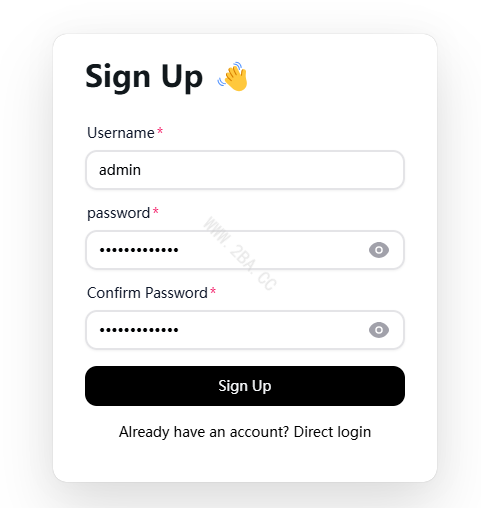 Sign Up 👋
Username*
admin
password*
•••••••••••••
WWW.2BA.CC
Confirm Password*
•••••••••••••
Sign Up
Already have an account? Direct login